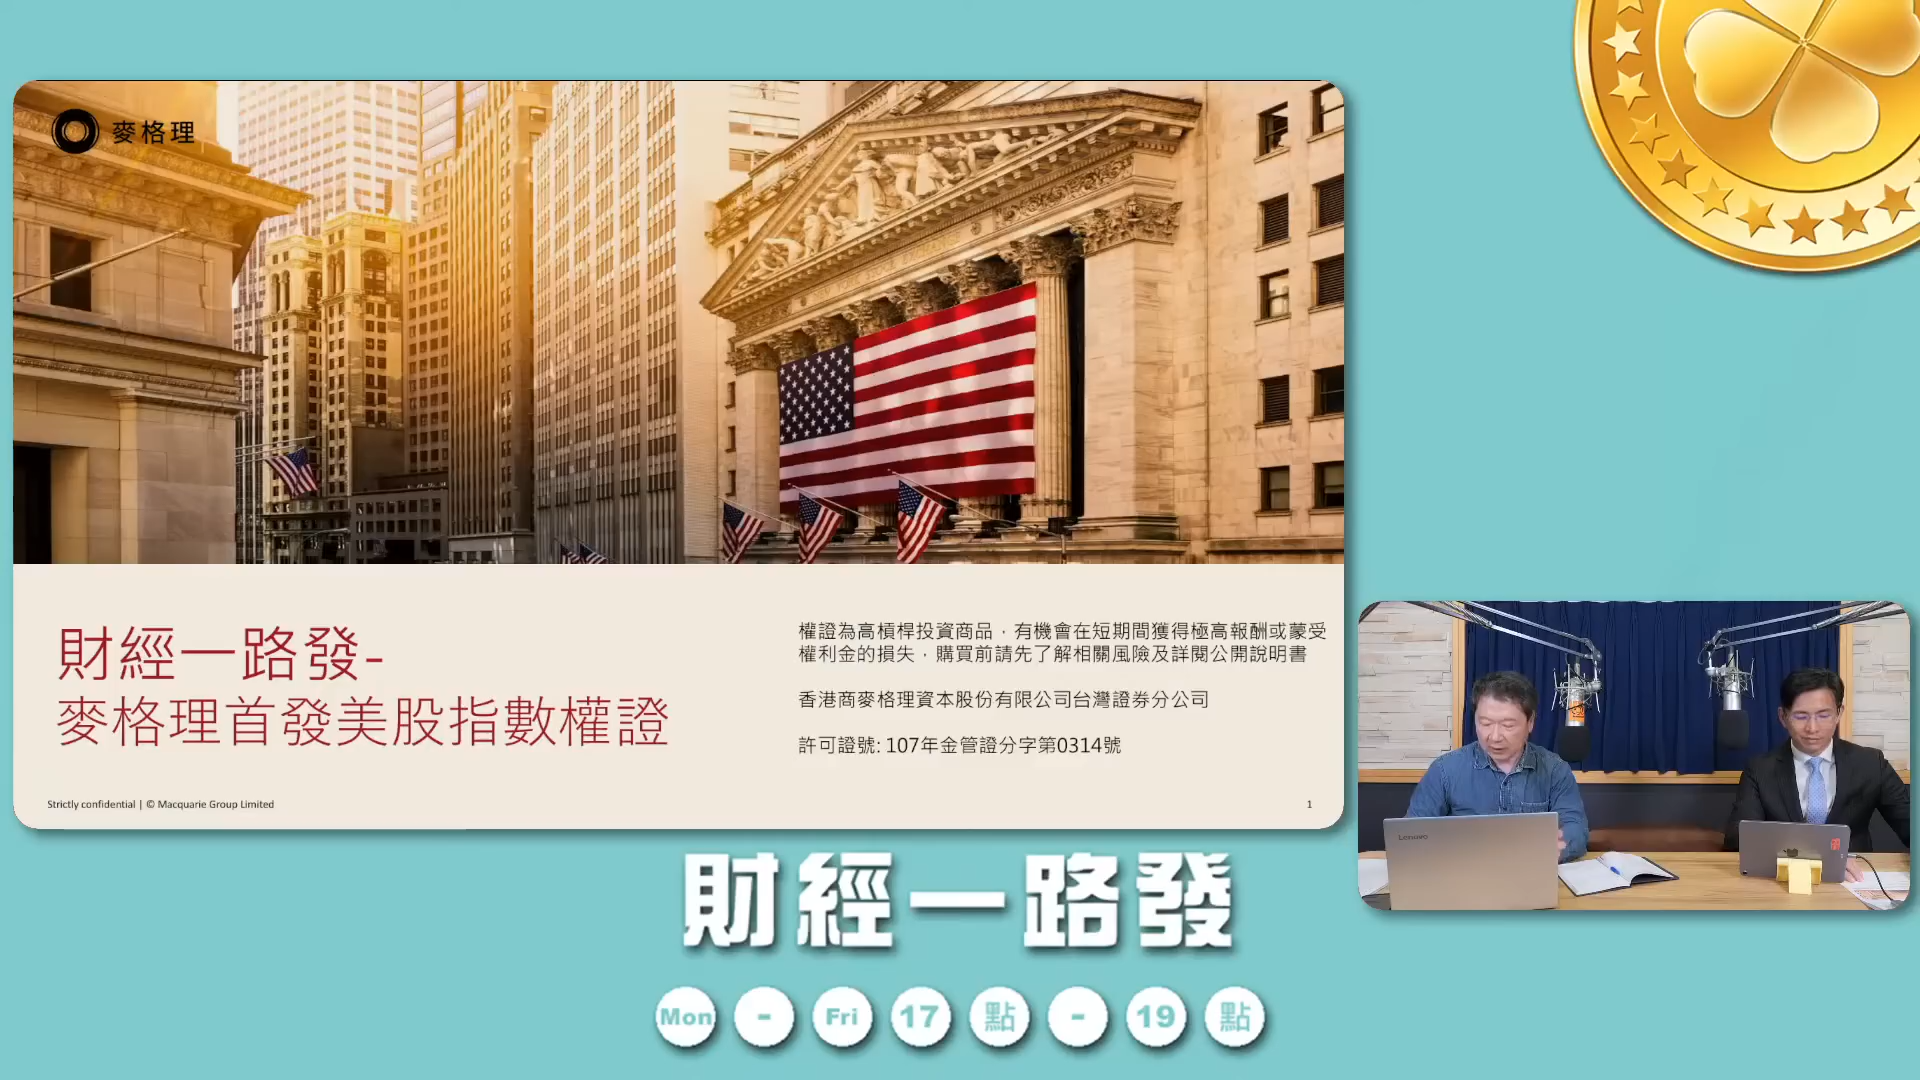 麥格理
財經一路發-
麥格理首發美股指數權證
權證為高槓桿投資商品，有機會在短期間獲得極高報酬或蒙受
權利金的損失，購買前請先了解相關風險及詳閱公開說明書
香港商麥格理資本股份有限公司台灣證券分公司
許可證號: 107年金管證分字第0314號
Strictly confidential | © Macquarie Group Limited
1
Lenovo
財經一路發
Mon - Fri 17 點 - 19 點